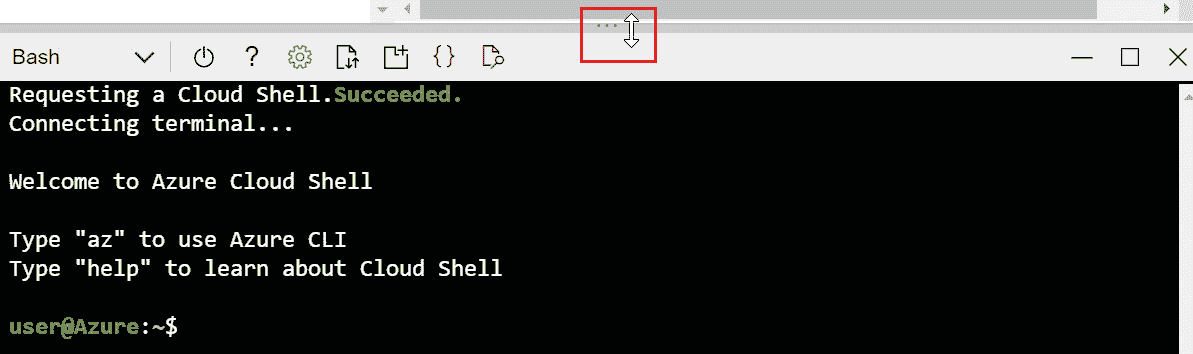 Bash
Requesting a Cloud Shell.Succeeded.
Connecting terminal...
Welcome to Azure Cloud Shell
Type "az" to use Azure CLI
Type "help" to learn about Cloud Shell
user@Azure:~$